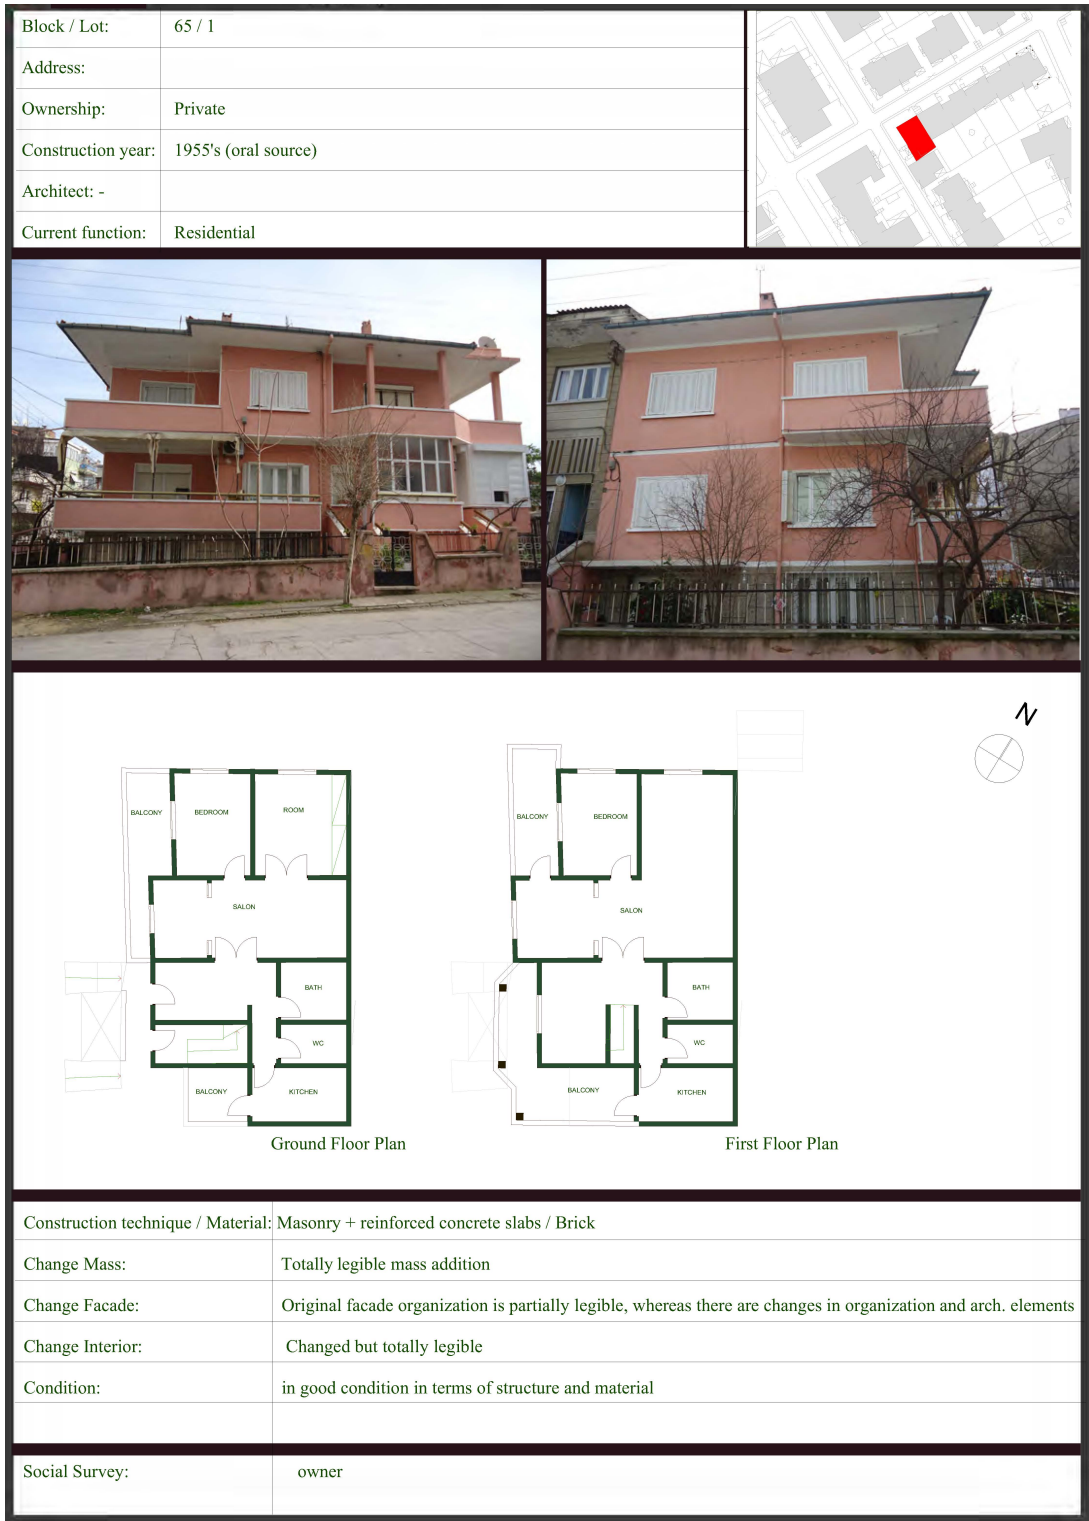 Block / Lot: 65 / 1
Address:
Ownership: Private
Construction year: 1955's (oral source)
Architect: -
Current function: Residential
N
BALCONY BEDROOM ROOM
SALON
BATH
WC
BALCONY KITCHEN
Ground Floor Plan
BALCONY BEDROOM
SALON
BATH
WC
BALCONY KITCHEN
First Floor Plan
Construction technique / Material: Masonry + reinforced concrete slabs / Brick
Change Mass: Totally legible mass addition
Change Facade: Original facade organization is partially legible, whereas there are changes in organization and arch. elements
Change Interior: Changed but totally legible
Condition: in good condition in terms of structure and material
Social Survey: owner